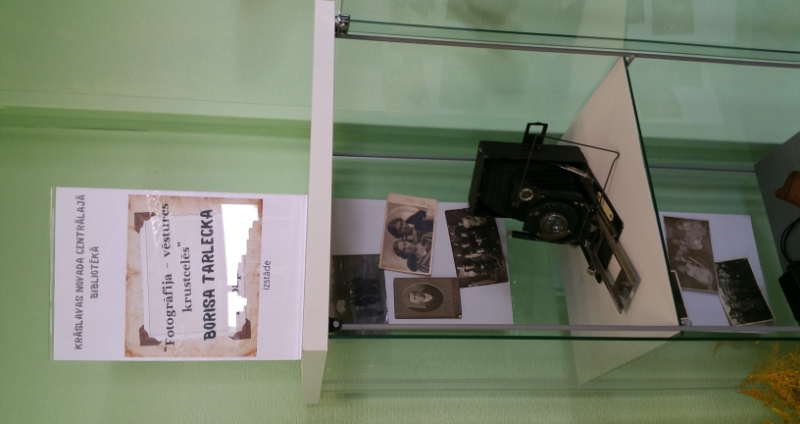 KRĀSLAVAS NOVADA CENTRĀLAJĀ
BIBLIOTĒKĀ
"Fotogrāfija - vēstures
krustcelēs"
BORISA TARLECKA
izstāde